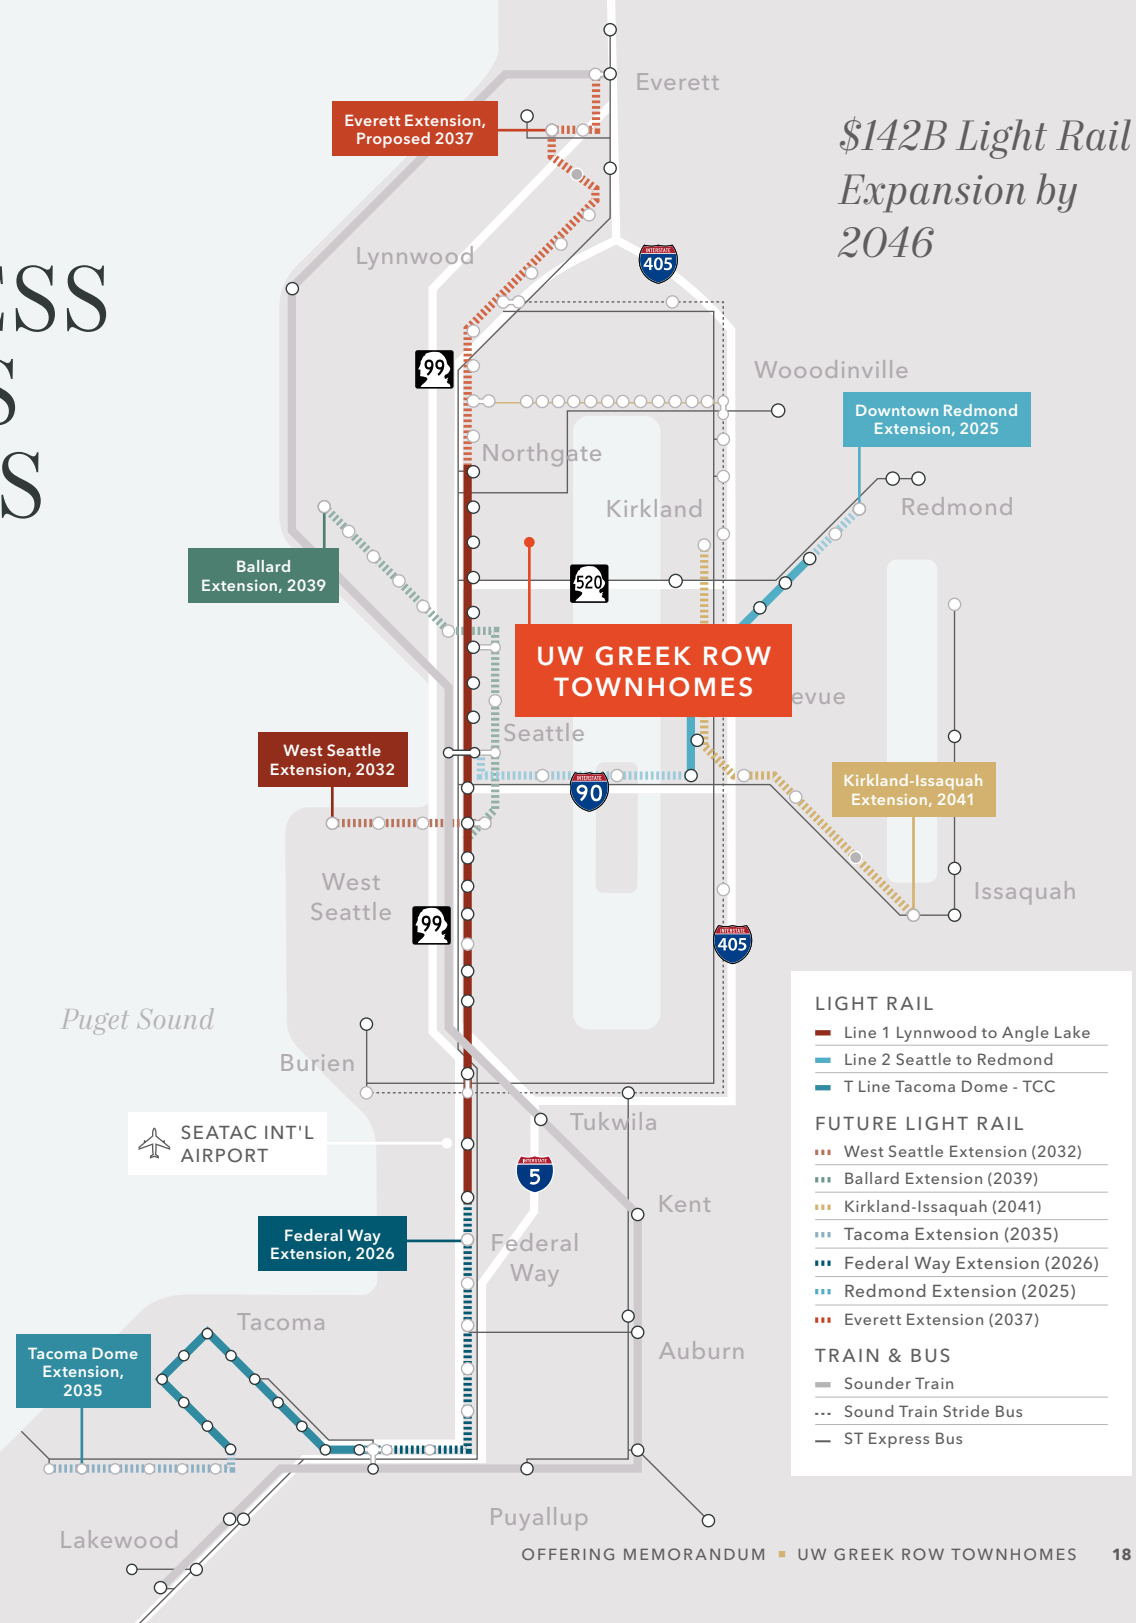 ESS
S
S
$142B Light Rail
Expansion by
2046
Everett
Everett Extension,
Proposed 2037
Lynnwood
INTERSTATE
405
99
Wooodinville
Downtown Redmond
Extension, 2025
Northgate
Kirkland
Redmond
Ballard
Extension, 2039
520
UW GREEK ROW
TOWNHOMES
evue
Seattle
West Seattle
Extension, 2032
INTERSTATE
90
Kirkland-Issaquah
Extension, 2041
West
Seattle
Issaquah
99
INTERSTATE
405
Puget Sound
Burien
Tukwila
SEATAC INT'L
AIRPORT
INTERSTATE
5
Kent
Federal Way
Extension, 2026
Federal
Way
Tacoma
Auburn
Tacoma Dome
Extension,
2035
Puyallup
Lakewood
LIGHT RAIL
Line 1 Lynnwood to Angle Lake
Line 2 Seattle to Redmond
T Line Tacoma Dome - TCC
FUTURE LIGHT RAIL
West Seattle Extension (2032)
Ballard Extension (2039)
Kirkland-Issaquah (2041)
Tacoma Extension (2035)
Federal Way Extension (2026)
Redmond Extension (2025)
Everett Extension (2037)
TRAIN & BUS
Sounder Train
Sound Train Stride Bus
ST Express Bus
OFFERING MEMORANDUM ▪ UW GREEK ROW TOWNHOMES 18